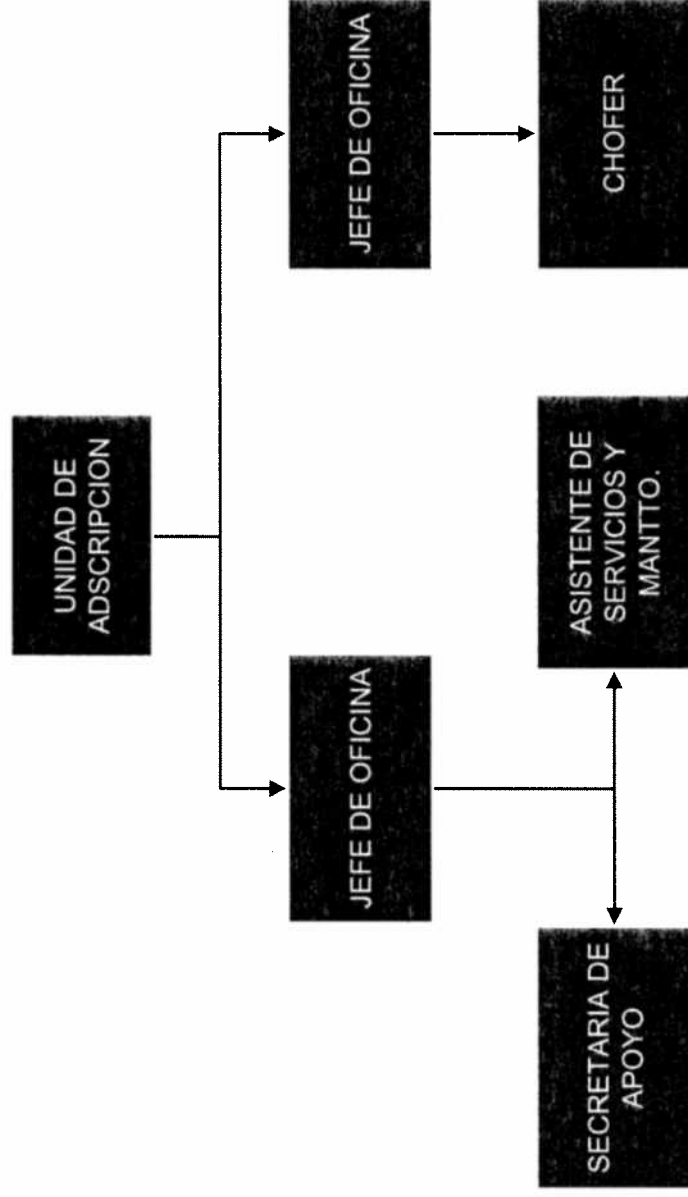 UNIDAD DE
ADSCRIPCION
JEFE DE OFICINA
JEFE DE OFICINA
SECRETARIA DE
APOYO
ASISTENTE DE
SERVICIOS Y
MANTTO.
CHOFER